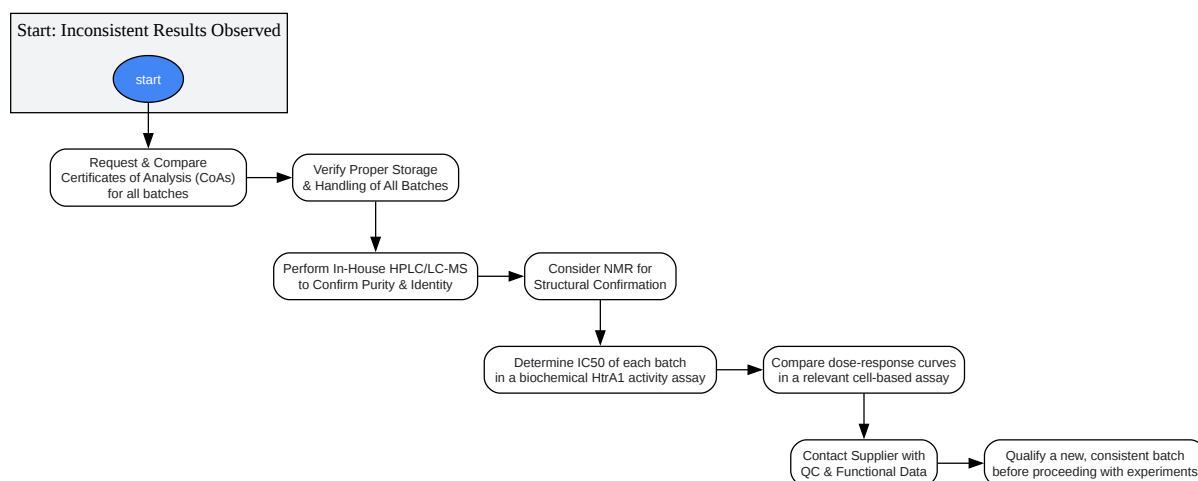 Start: Inconsistent Results Observed
start
Request & Compare
Certificates of Analysis (CoAs)
for all batches
Verify Proper Storage
& Handling of All Batches
Perform In-House HPLC/LC-MS
to Confirm Purity & Identity
Consider NMR for
Structural Confirmation
Determine IC50 of each batch
in a biochemical HtrA1 activity assay
Compare dose-response curves
in a relevant cell-based assay
Contact Supplier with
QC & Functional Data
Qualify a new, consistent batch
before proceeding with experiments